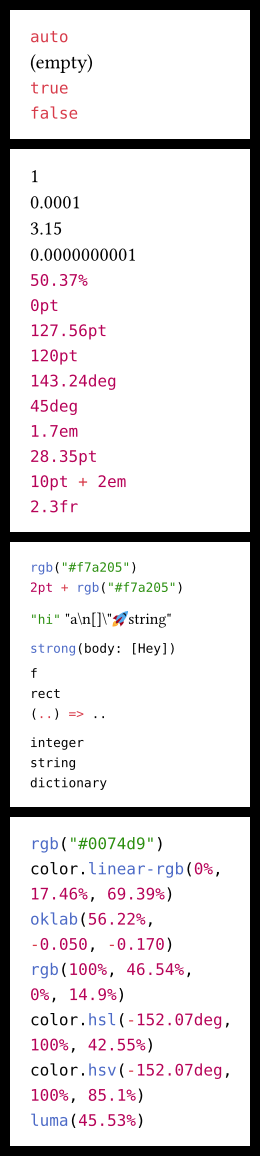 auto
(empty)
true
false
1
0.0001
3.15
0.0000000001
50.37%
0pt
127.56pt
120pt
143.24deg
45deg
1.7em
28.35pt
10pt + 2em
2.3fr
rgb("#f7a205")
2pt + rgb("#f7a205")
"hi" "a\n[]\"🚀string"
strong(body: [Hey])
f
rect
(..) => ..
integer
string
dictionary
rgb("#0074d9")
color.linear-rgb(0%,
17.46%, 69.39%)
oklab(56.22%,
-0.050, -0.170)
rgb(100%, 46.54%,
0%, 14.9%)
color.hsl(-152.07deg,
100%, 42.55%)
color.hsv(-152.07deg,
100%, 85.1%)
luma(45.53%)